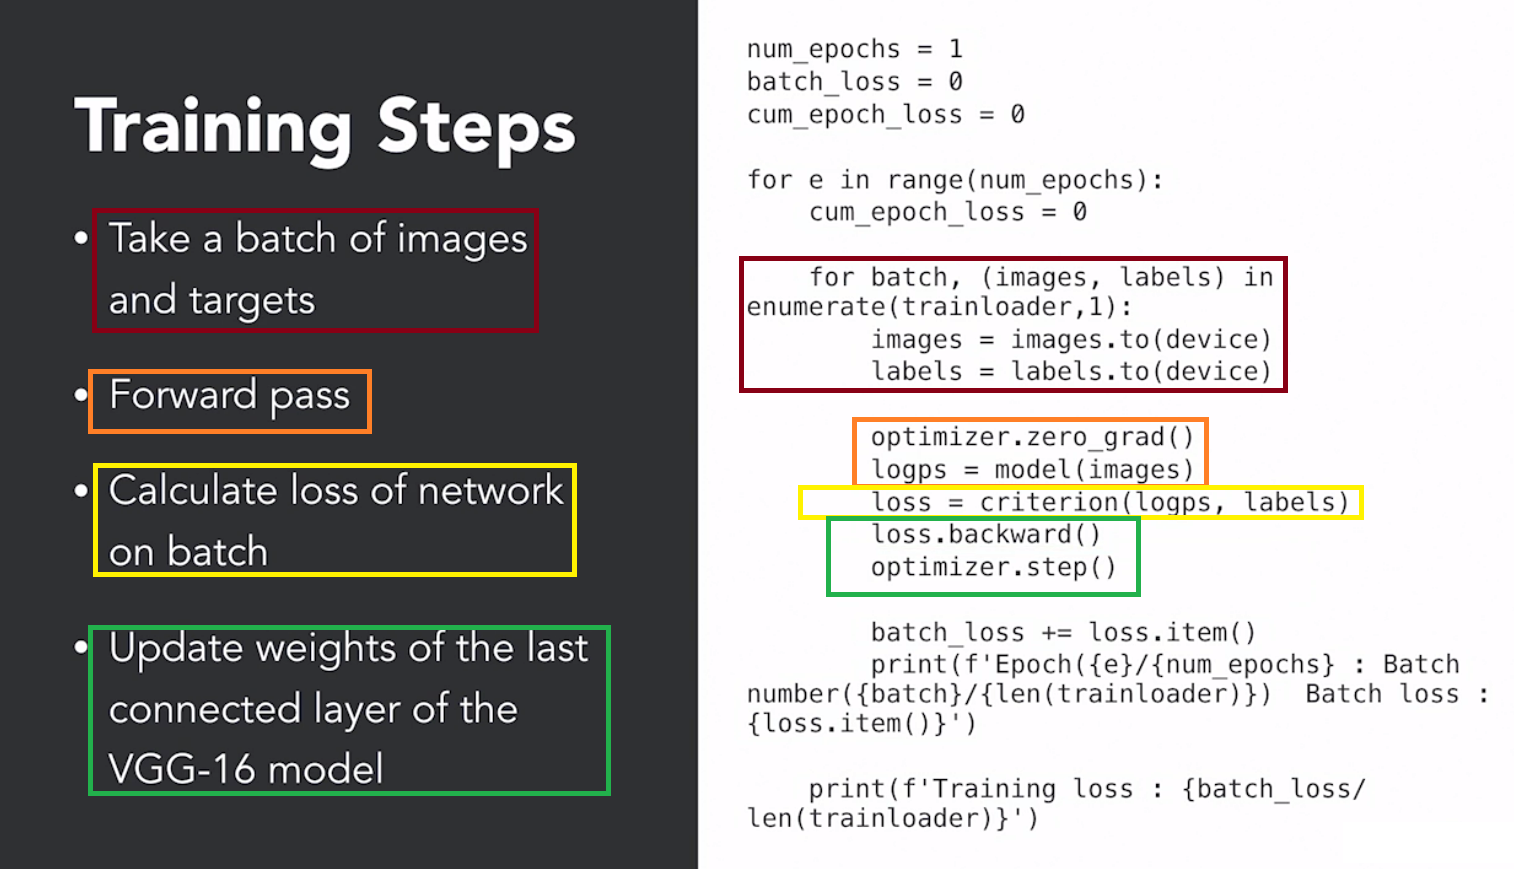 Training Steps
• Take a batch of images
and targets
• Forward pass
• Calculate loss of network
on batch
• Update weights of the last
connected layer of the
VGG-16 model
num_epochs = 1
batch_loss = 0
cum_epoch_loss = 0
for e in range(num_epochs):
    cum_epoch_loss = 0
    for batch, (images, labels) in
enumerate(trainloader,1):
        images = images.to(device)
        labels = labels.to(device)
        optimizer.zero_grad()
        logps = model(images)
        loss = criterion(logps, labels)
        loss.backward()
        optimizer.step()
        batch_loss += loss.item()
        print(f'Epoch({e}/{num_epochs} : Batch
number({batch}/{len(trainloader)})  Batch loss :
{loss.item()}')
    print(f'Training loss : {batch_loss/
len(trainloader)}')